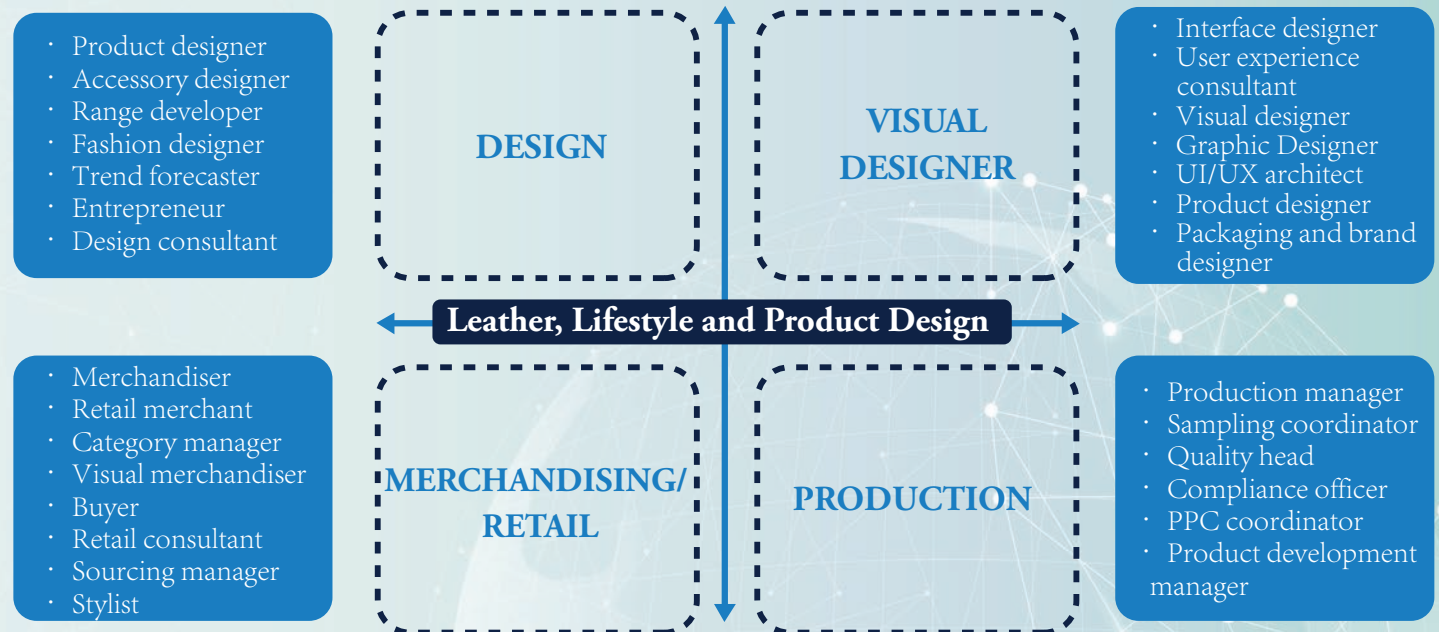 · Product designer
· Accessory designer
· Range developer
· Fashion designer
· Trend forecaster
· Entrepreneur
· Design consultant
DESIGN
VISUAL
DESIGNER
· Interface designer
· User experience
consultant
· Visual designer
· Graphic Designer
· UI/UX architect
· Product designer
· Packaging and brand
designer
Leather, Lifestyle and Product Design
· Merchandiser
· Retail merchant
· Category manager
· Visual merchandiser
· Buyer
· Retail consultant
· Sourcing manager
· Stylist
MERCHANDISING/
RETAIL
PRODUCTION
· Production manager
· Sampling coordinator
· Quality head
· Compliance officer
· PPC coordinator
· Product development
manager